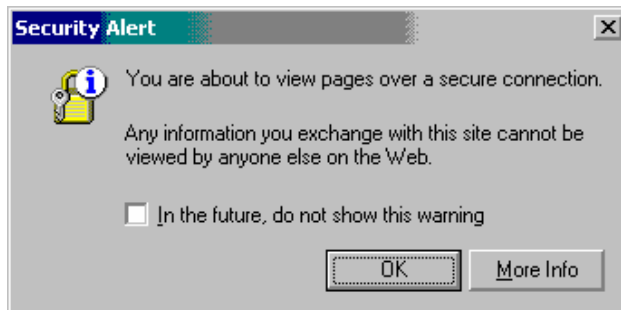 Security Alert
You are about to view pages over a secure connection.
Any information you exchange with this site cannot be
viewed by anyone else on the Web.
In the future, do not show this warning
OK
More Info